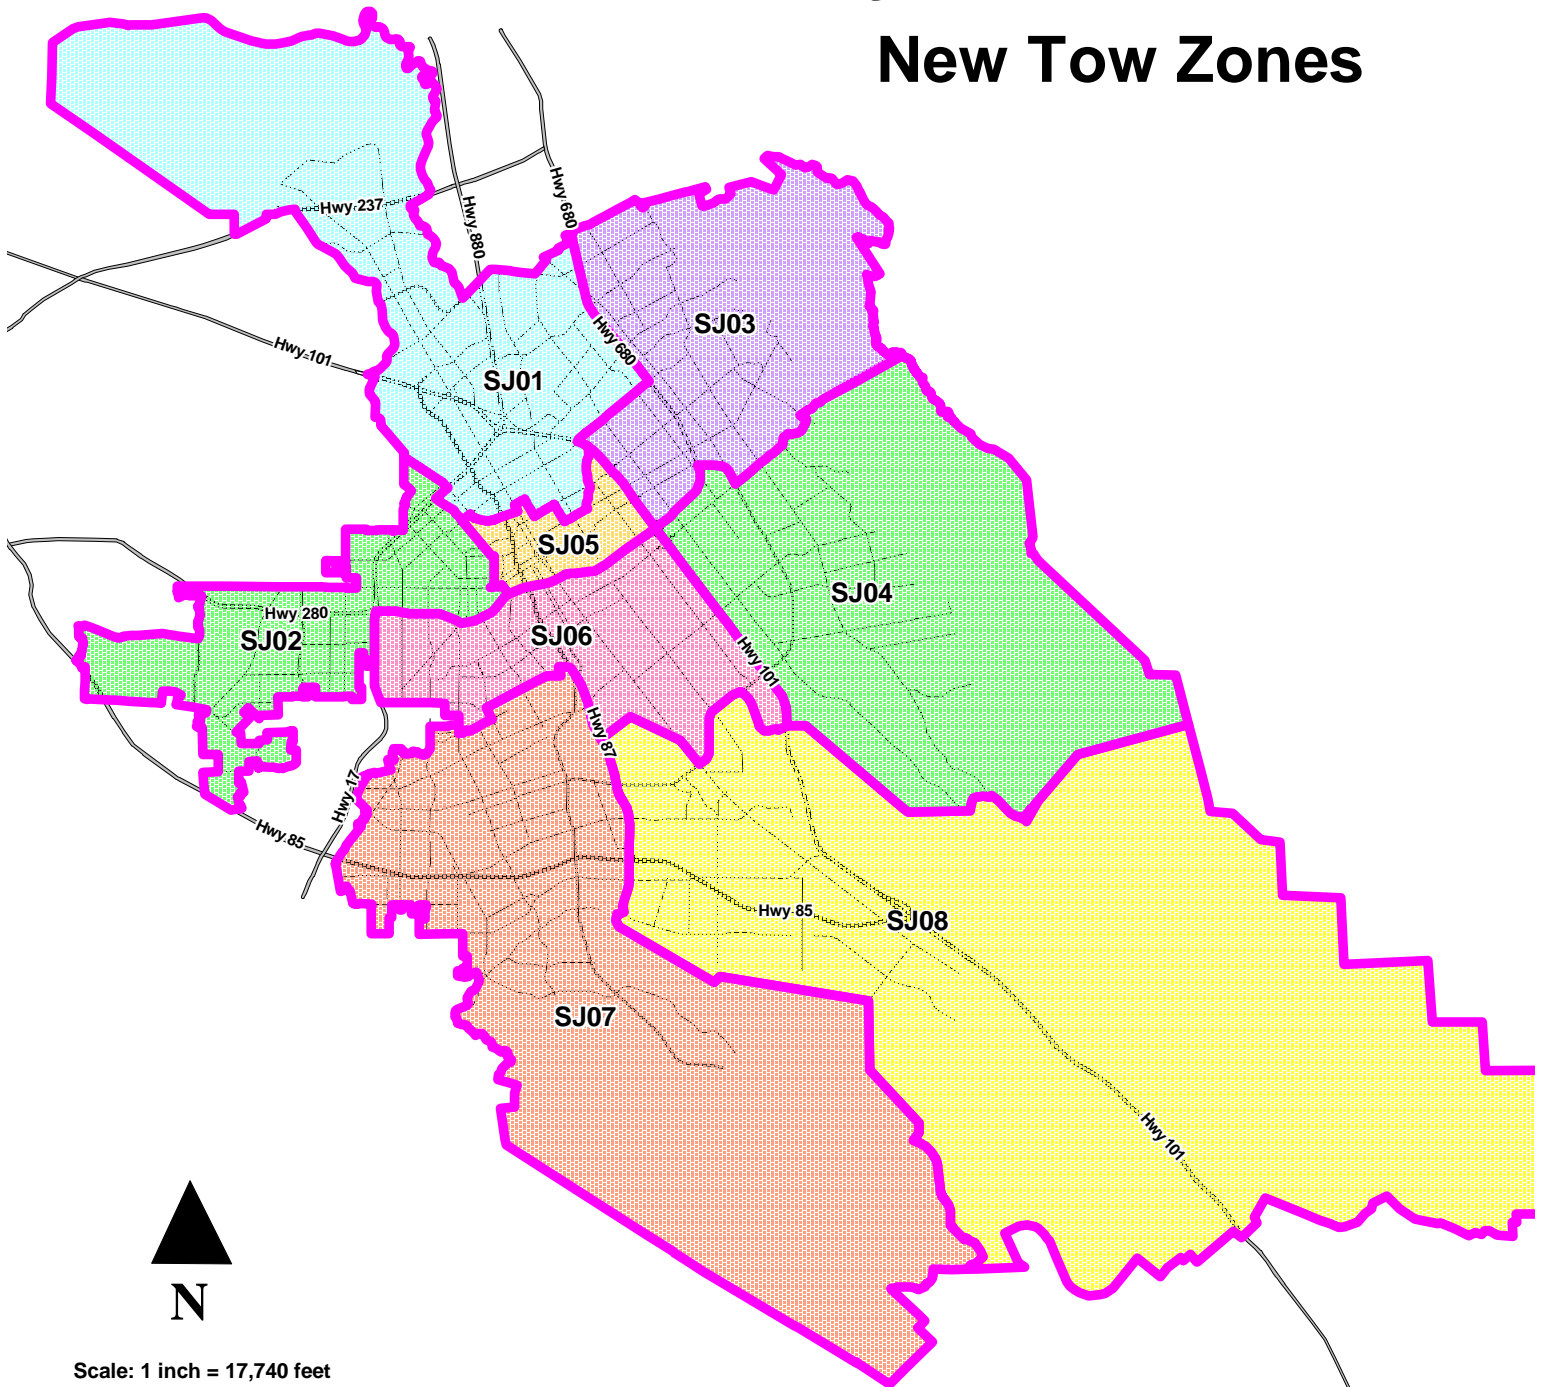 New Tow Zones
Hwy 680
Hwy 237
Hwy 880
SJ03
Hwy 680
Hwy 101
SJ01
SJ05
SJ04
Hwy 280
SJ02
SJ06
Hwy 101
Hwy 87
Hwy 17
Hwy 85
Hwy 85
SJ08
SJ07
Hwy 101
N
Scale: 1 inch = 17,740 feet